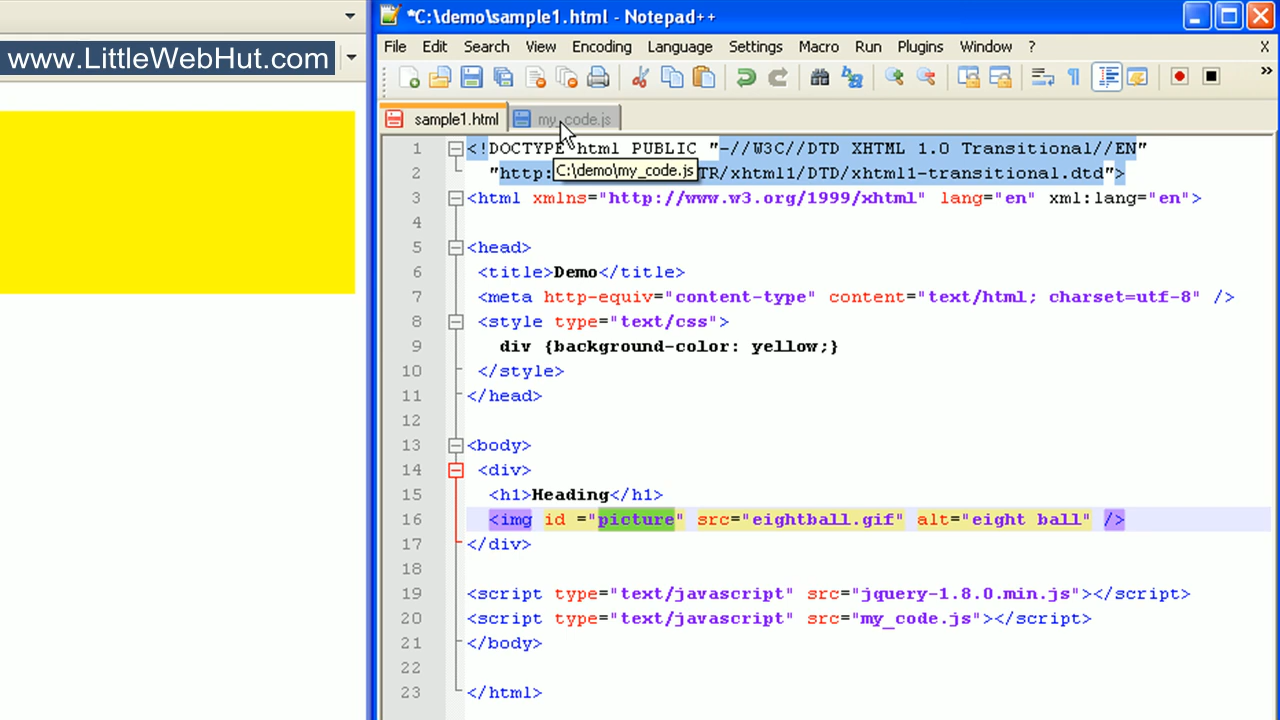 *C:\demo\sample1.html - Notepad++
www.LittleWebHut.com
File Edit Search View Encoding Language Settings Macro Run Plugins Window ? X
sample1.html my_code.js
C:\demo\my_code.js
1 <!DOCTYPE html PUBLIC "-//W3C//DTD XHTML 1.0 Transitional//EN"
2 "http: TR/xhtml1/DTD/xhtml1-transitional.dtd">
3 <html xmlns="http://www.w3.org/1999/xhtml" lang="en" xml:lang="en">
4
5 <head>
6 <title>Demo</title>
7 <meta http-equiv="content-type" content="text/html; charset=utf-8" />
8 <style type="text/css">
9 div {background-color: yellow;}
10 </style>
11 </head>
12
13 <body>
14 <div>
15 <h1>Heading</h1>
16 <img id ="picture" src="eightball.gif" alt="eight ball" />
17 </div>
18
19 <script type="text/javascript" src="jquery-1.8.0.min.js"></script>
20 <script type="text/javascript" src="my_code.js"></script>
21 </body>
22
23 </html>